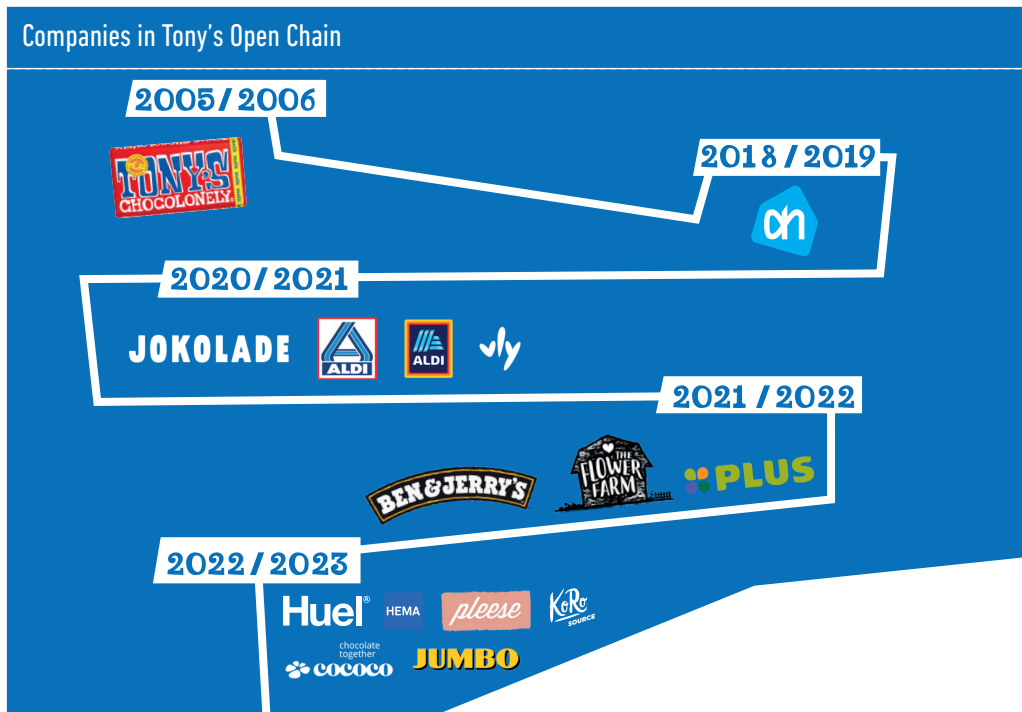 Companies in Tony's Open Chain
2005/2006
TONY'S
CHOCOLONELY
2018/2019
ah
2020/2021
JOKOLADE
ALDI
ALDI
vly
2021/2022
BEN & JERRY'S
THE
FLOWER
FARM
PLUS
2022/2023
Huel®
HEMA
pleese
KoRo
SOURCE
chocolate
together
cococo
JUMBO